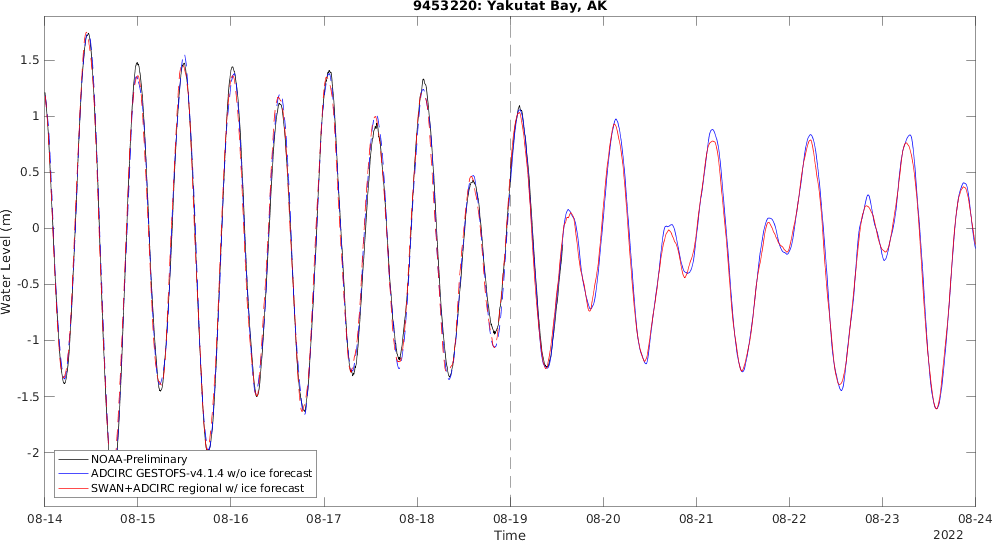 9453220: Yakutat Bay, AK
Water Level (m)
1.5
1
0.5
0
-0.5
-1
-1.5
-2
NOAA-Preliminary
ADCIRC GESTOFS-v4.1.4 w/o ice forecast
SWAN+ADCIRC regional w/ ice forecast
08-14 08-15 08-16 08-17 08-18 08-19 08-20 08-21 08-22 08-23 08-24
Time
2022